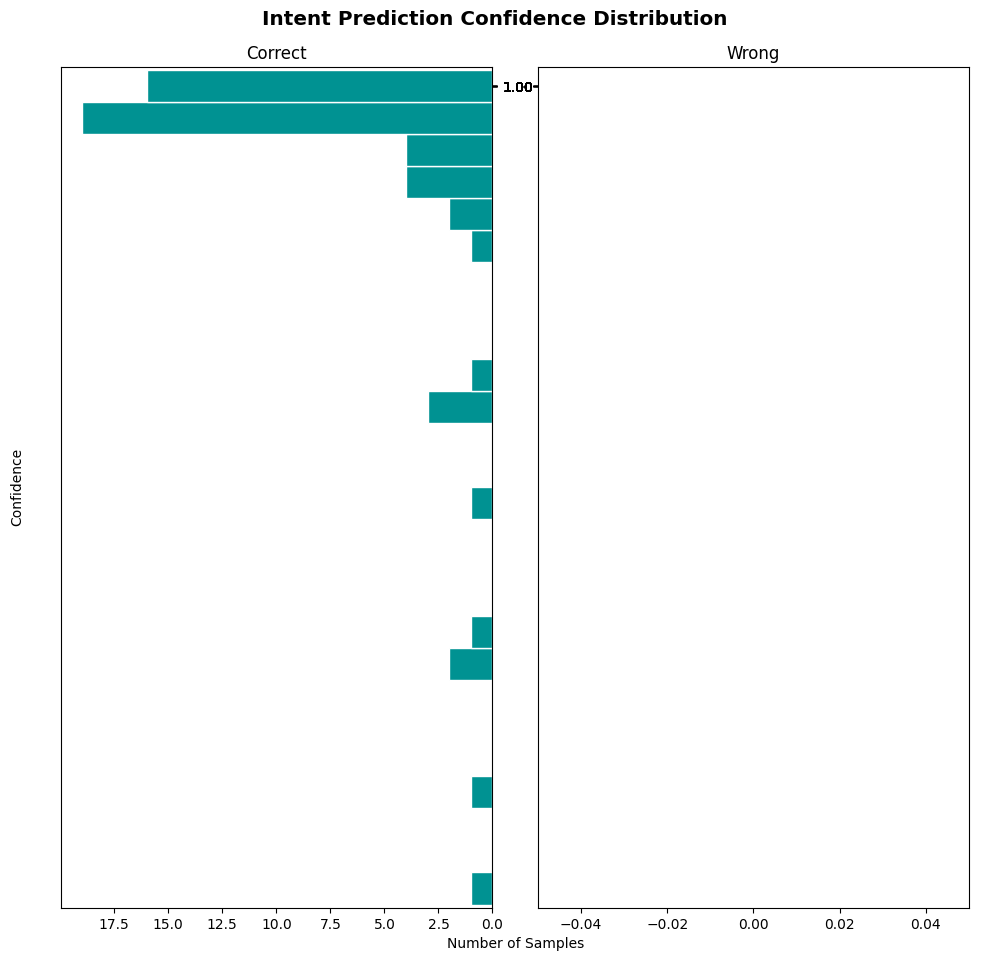 Intent Prediction Confidence Distribution
Correct
Wrong
1.00
Confidence
17.5 15.0 12.5 10.0 7.5 5.0 2.5 0.0
−0.04 −0.02 0.00 0.02 0.04
Number of Samples